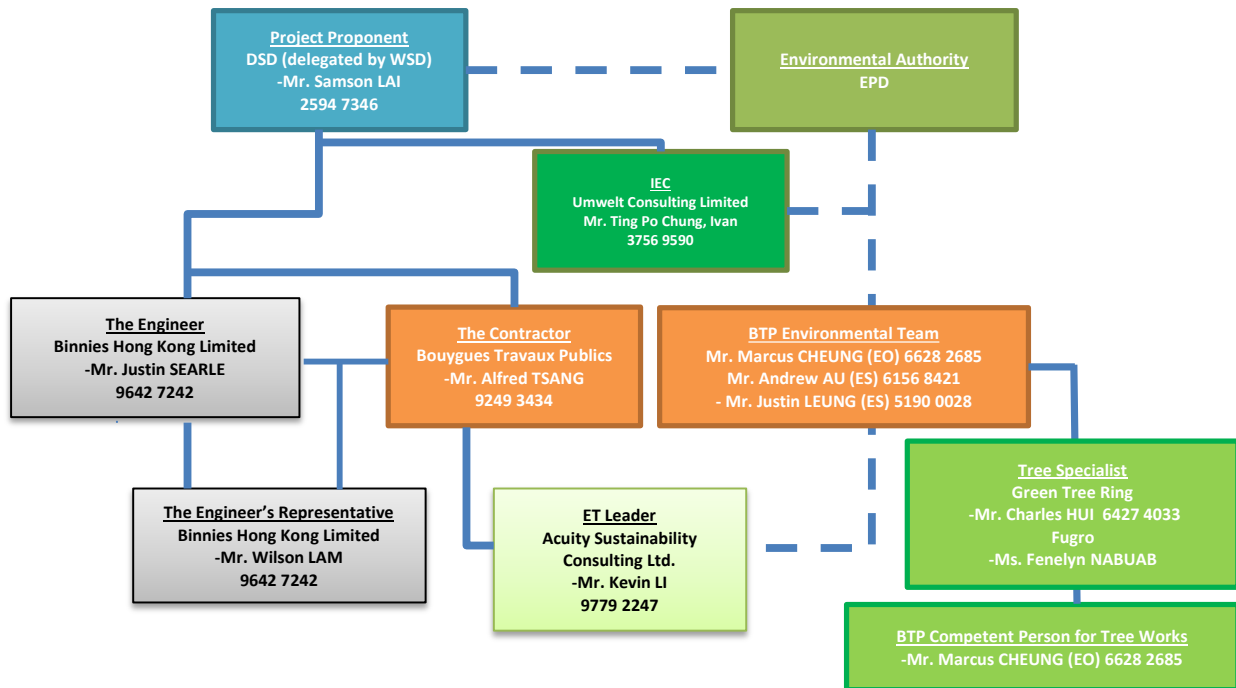 Project Proponent
DSD (delegated by WSD)
-Mr. Samson LAI
2594 7346
Environmental Authority
EPD
IEC
Umwelt Consulting Limited
Mr. Ting Po Chung, Ivan
3756 9590
The Engineer
Binnies Hong Kong Limited
-Mr. Justin SEARLE
9642 7242
The Contractor
Bouygues Travaux Publics
-Mr. Alfred TSANG
9249 3434
BTP Environmental Team
Mr. Marcus CHEUNG (EO) 6628 2685
Mr. Andrew AU (ES) 6156 8421
- Mr. Justin LEUNG (ES) 5190 0028
The Engineer’s Representative
Binnies Hong Kong Limited
-Mr. Wilson LAM
9642 7242
ET Leader
Acuity Sustainability
Consulting Ltd.
-Mr. Kevin LI
9779 2247
Tree Specialist
Green Tree Ring
-Mr. Charles HUI 6427 4033
Fugro
-Ms. Fenelyn NABUAB
BTP Competent Person for Tree Works
-Mr. Marcus CHEUNG (EO) 6628 2685